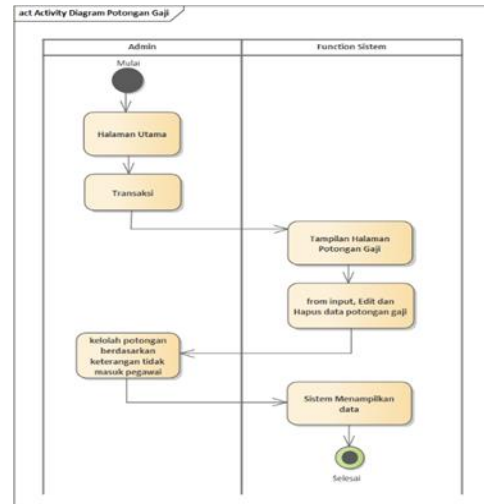 act Activity Diagram Potongan Gaji
Admin
Function Sistem
Mulai
Halaman Utama
Transaksi
Tampilan Halaman
Potongan Gaji
from input, Edit dan
Hapus data potongan gaji
kelolah potongan
berdasarkan
keterangan tidak
masuk pegawai
Sistem Menampilkan
data
Selesai